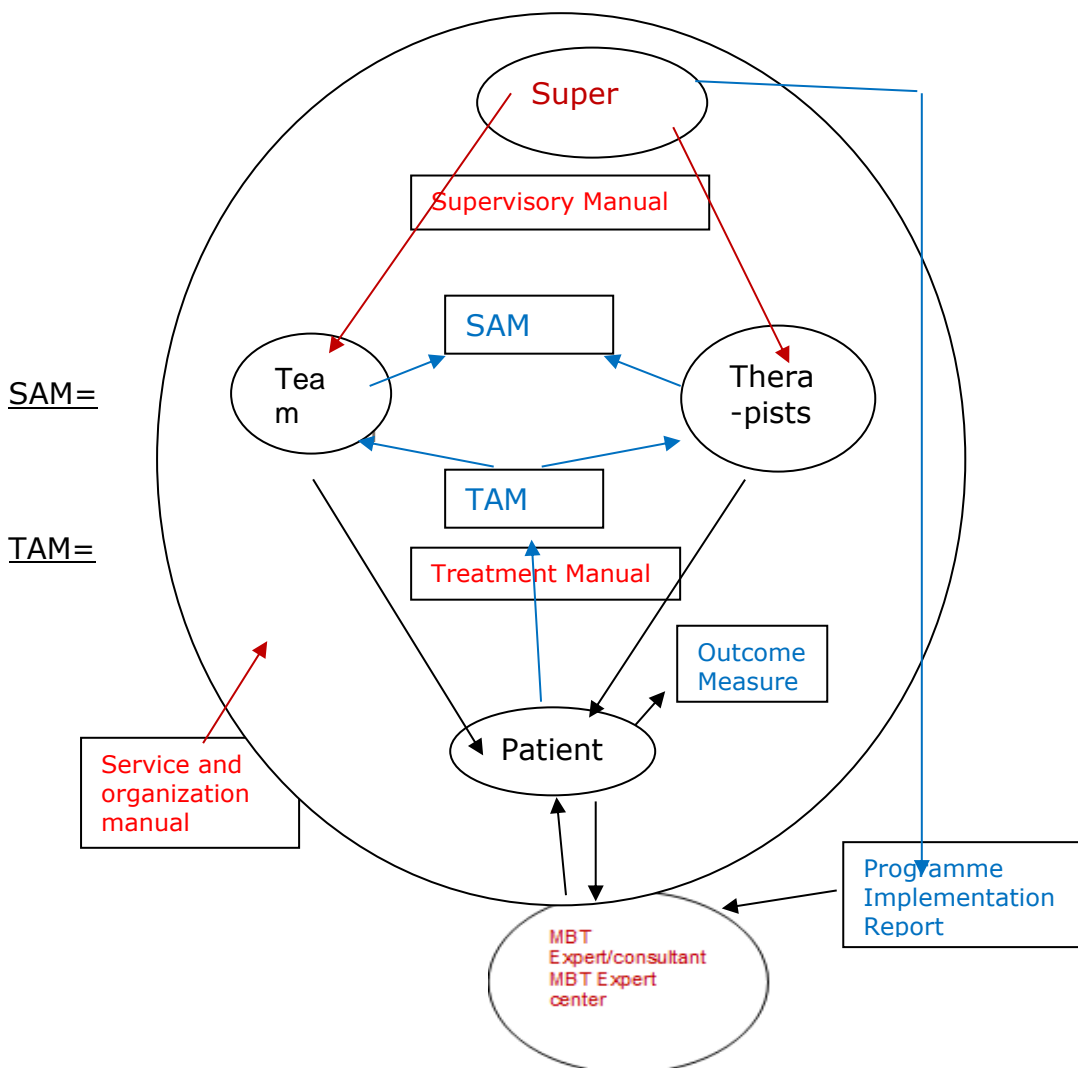 Super
Supervisory Manual
SAM
Tea
m
Thera
-pists
SAM=
TAM
TAM=
Treatment Manual
Outcome
Measure
Patient
Service and
organization
manual
Programme
Implementation
Report
MBT
Expert/consultant
MBT Expert
center